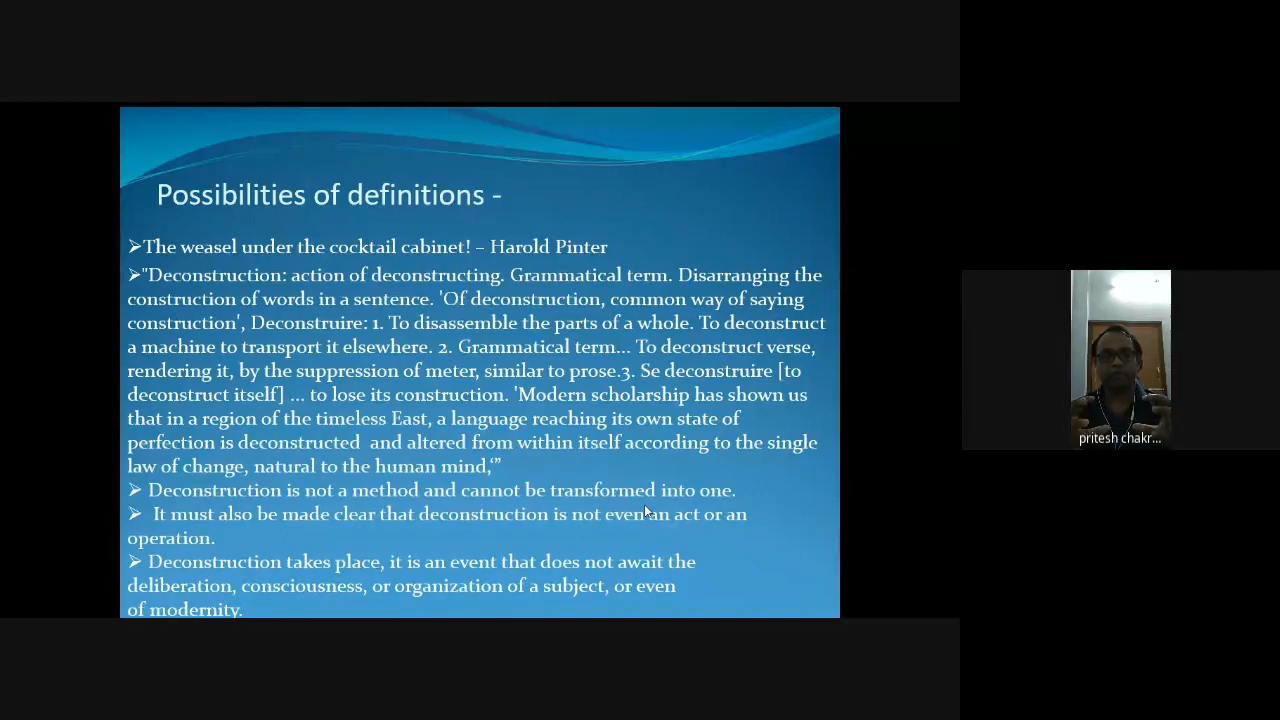 Possibilities of definitions -
➢The weasel under the cocktail cabinet! – Harold Pinter
➢"Deconstruction: action of deconstructing. Grammatical term. Disarranging the
construction of words in a sentence. 'Of deconstruction, common way of saying
construction', Deconstruire: 1. To disassemble the parts of a whole. To deconstruct
a machine to transport it elsewhere. 2. Grammatical term... To deconstruct verse,
rendering it, by the suppression of meter, similar to prose.3. Se deconstruire [to
deconstruct itself] ... to lose its construction. 'Modern scholarship has shown us
that in a region of the timeless East, a language reaching its own state of
perfection is deconstructed  and altered from within itself according to the single
law of change, natural to the human mind,‘”
➢ Deconstruction is not a method and cannot be transformed into one.
➢ It must also be made clear that deconstruction is not even an act or an
operation.
➢ Deconstruction takes place, it is an event that does not await the
deliberation, consciousness, or organization of a subject, or even
of modernity.
pritesh chakr...